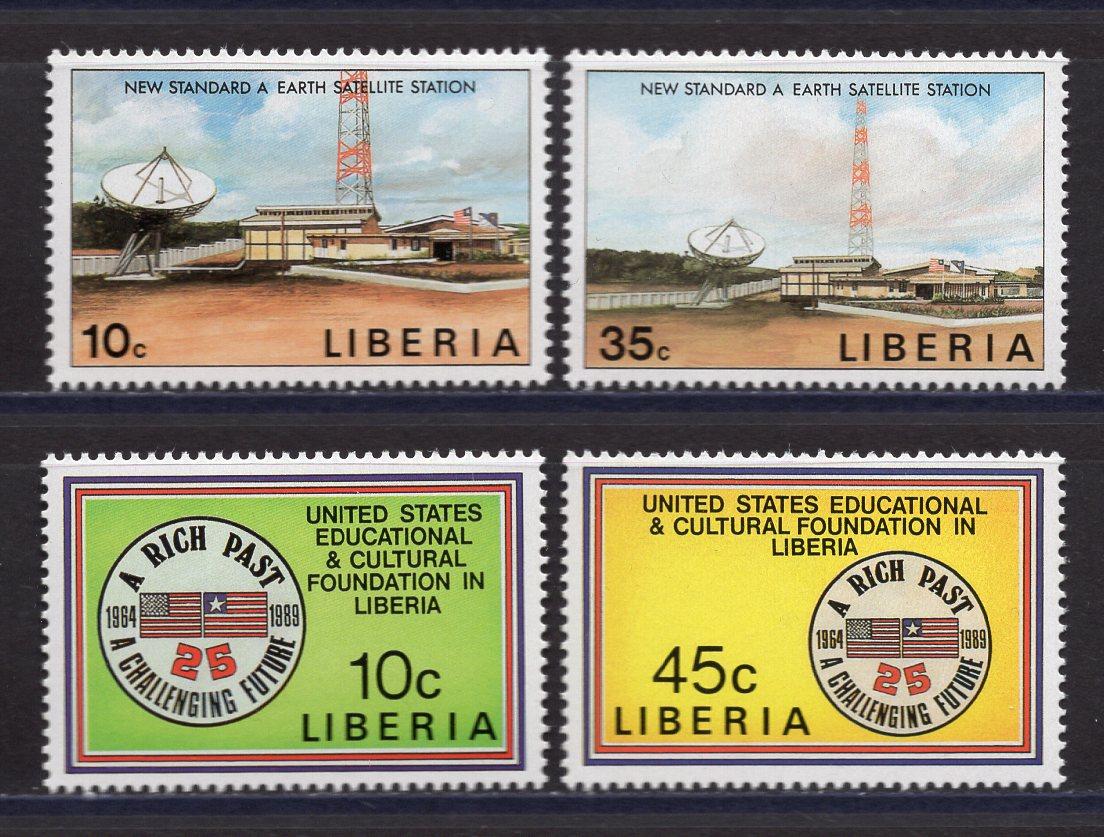 NEW STANDARD A EARTH SATELLITE STATION
10c
LIBERIA
NEW STANDARD A EARTH SATELLITE STATION
35c
LIBERIA
A RICH PAST
1964
1989
25
A CHALLENGING FUTURE
UNITED STATES
EDUCATIONAL
& CULTURAL
FOUNDATION IN
LIBERIA
10c
LIBERIA
UNITED STATES EDUCATIONAL
& CULTURAL FOUNDATION IN
LIBERIA
45c
LIBERIA
A RICH PAST
1964
1989
25
A CHALLENGING FUTURE